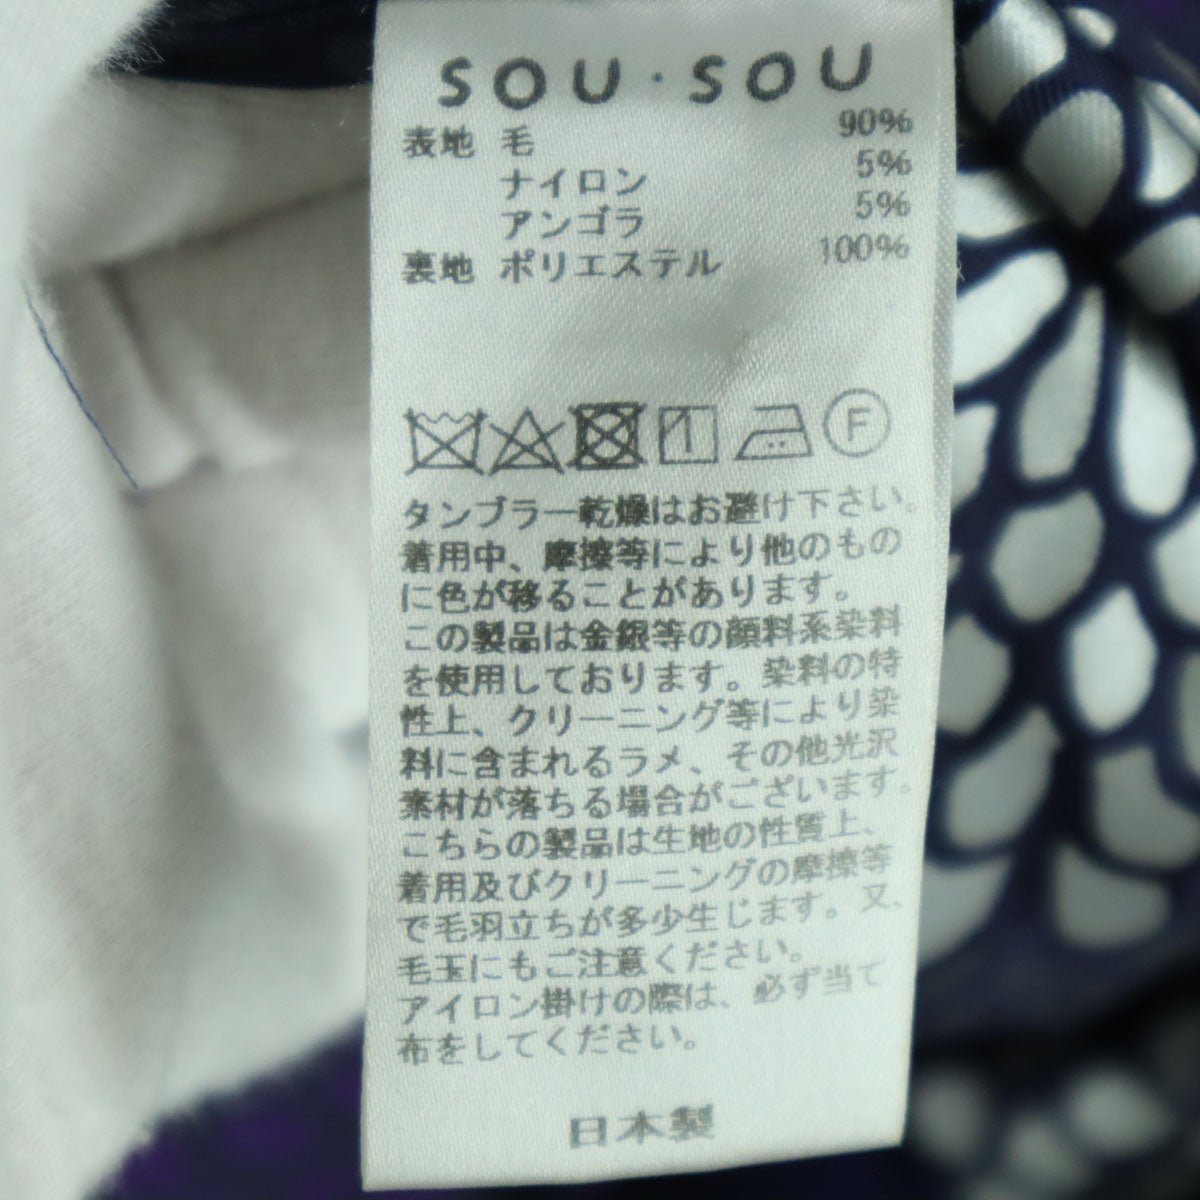 SOU・SOU
表地 毛 90%
ナイロン 5%
アンゴラ 5%
裏地 ポリエステル 100%
F
タンブラー乾燥はお避け下さい。
着用中、摩擦等により他のもの
に色が移ることがあります。
この製品は金銀等の顔料系染料
を使用しております。染料の特
性上、クリーニング等により染
料に含まれるラメ、その他光沢
素材が落ちる場合がございます。
こちらの製品は生地の性質上、
着用及びクリーニングの摩擦等
で毛羽立ちが多少生じます。又、
毛玉にもご注意ください。
アイロン掛けの際は、必ず当て
布をしてください。
日本製